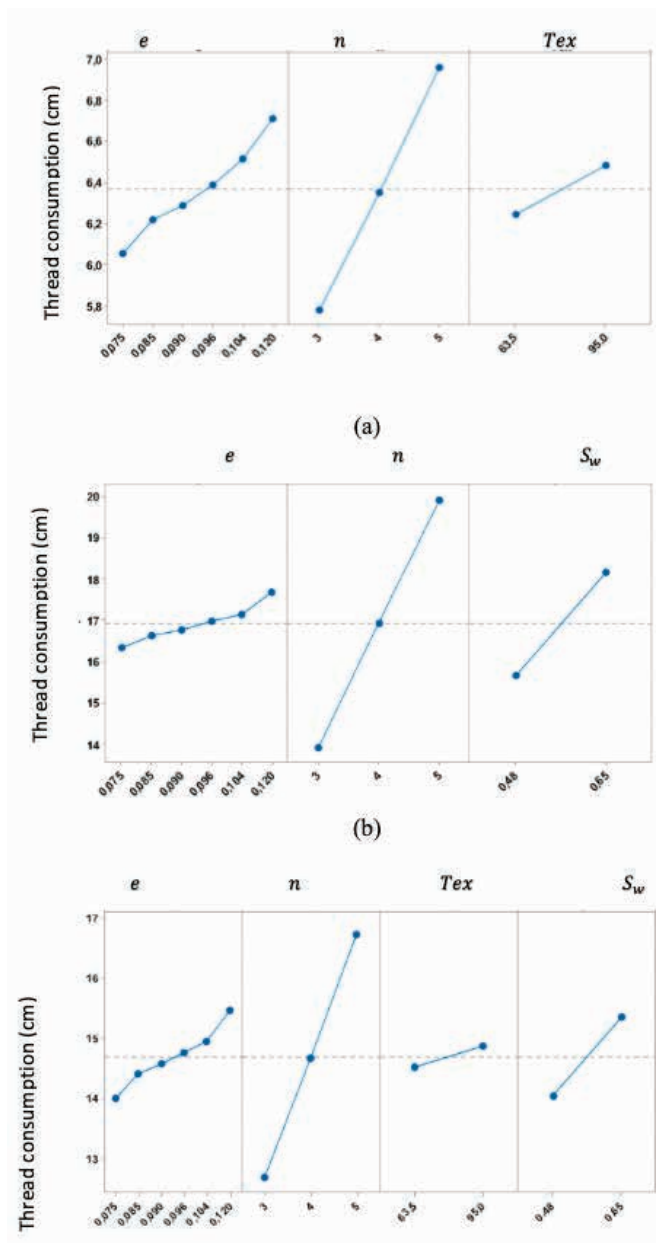 e n Tex
Thread consumption (cm)
7,0
6,8
6,6
6,4
6,2
6,0
5,8
0,075 0,085 0,090 0,096 0,104 0,120 3 4 5 63,5 95,0
(a)
e n Sw
Thread consumption (cm)
20
19
18
17
16
15
14
0,075 0,085 0,090 0,096 0,104 0,120 3 4 5 0,48 0,65
(b)
e n Tex Sw
Thread consumption (cm)
17
16
15
14
13
0,075 0,085 0,090 0,096 0,104 0,120 3 4 5 63,5 95,0 0,48 0,65